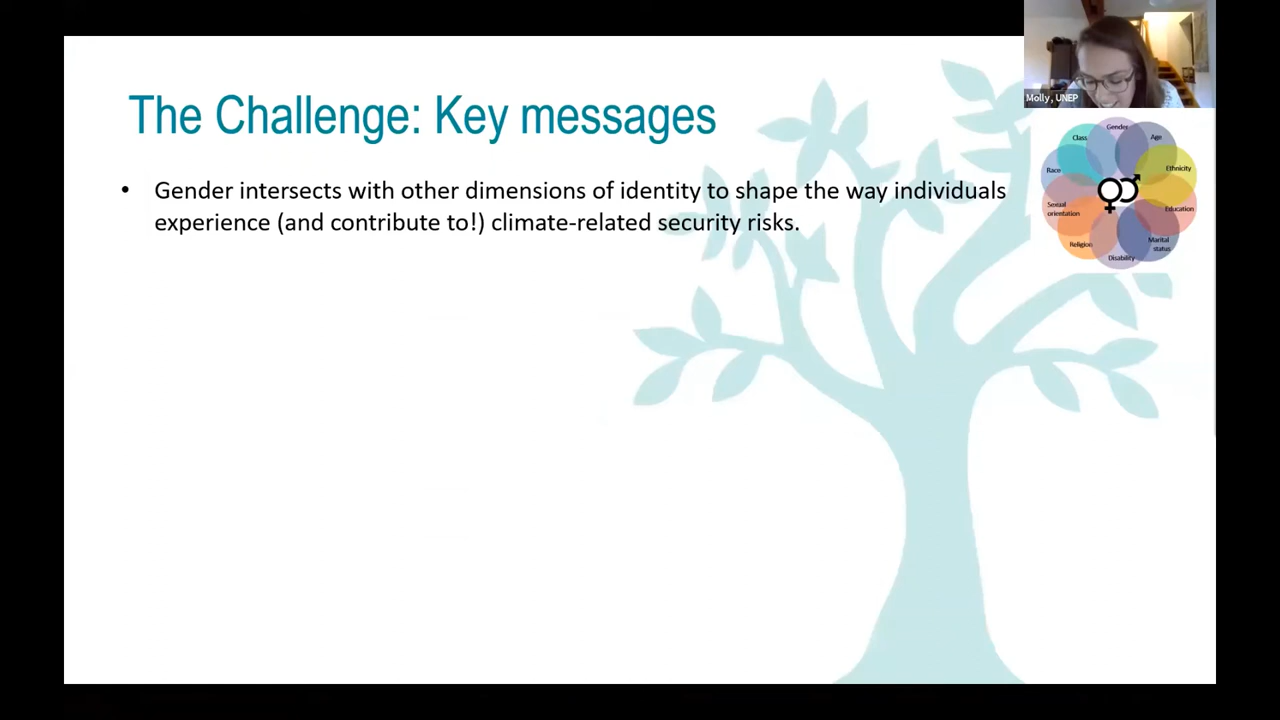 Molly, UNEP
The Challenge: Key messages
• Gender intersects with other dimensions of identity to shape the way individuals
experience (and contribute to!) climate-related security risks.
Gender
Age
Ethnicity
Education
Marital
status
Disability
Religion
Sexual
orientation
Race
Class